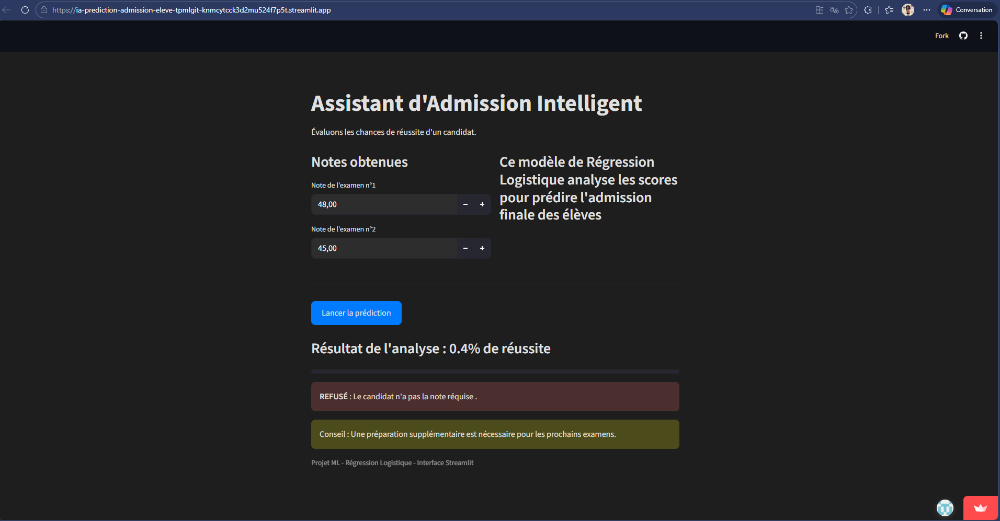 https://ia-prediction-admission-eleve-tpmlgit-knmcytcck3d2mu524f7p5t.streamlit.app
Conversation
Fork
Assistant d'Admission Intelligent
Évaluons les chances de réussite d'un candidat.
Notes obtenues
Note de l'examen n°1
48,00
Note de l'examen n°2
45,00
Ce modèle de Régression
Logistique analyse les scores
pour prédire l'admission
finale des élèves
Lancer la prédiction
Résultat de l'analyse : 0.4% de réussite
REFUSÉ : Le candidat n'a pas la note réquise .
Conseil : Une préparation supplémentaire est nécessaire pour les prochains examens.
Projet ML - Régression Logistique - Interface Streamlit